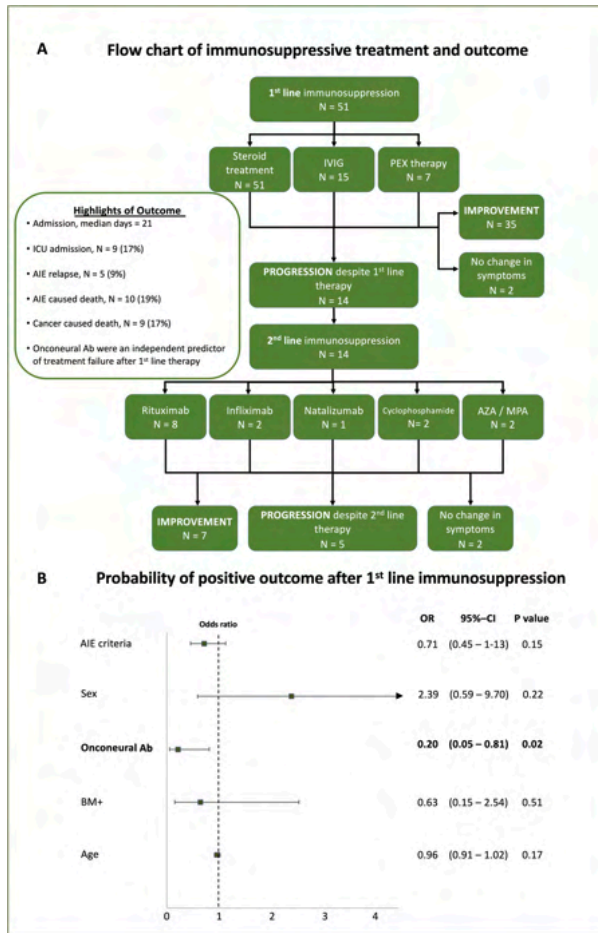 A Flow chart of immunosuppressive treatment and outcome
1st line immunosuppression
N = 51
Steroid
treatment
N = 51
IVIG
N = 15
PEX therapy
N = 7
IMPROVEMENT
N = 35
No change in
symptoms
N = 2
Highlights of Outcome
• Admission, median days = 21
• ICU admission, N = 9 (17%)
• AIE relapse, N = 5 (9%)
• AIE caused death, N = 10 (19%)
• Cancer caused death, N = 9 (17%)
• Onconeural Ab were an independent predictor
of treatment failure after 1st line therapy
PROGRESSION despite 1st line
therapy
N = 14
2nd line immunosuppression
N = 14
Rituximab
N = 8
Infliximab
N = 2
Natalizumab
N = 1
Cyclophosphamide
N= 2
AZA / MPA
N = 2
IMPROVEMENT
N = 7
PROGRESSION despite 2nd line
therapy
N = 5
No change in
symptoms
N = 2
B Probability of positive outcome after 1st line immunosuppression
Odds ratio OR 95%–CI P value
AIE criteria 0.71 (0.45 – 1-13) 0.15
Sex 2.39 (0.59 – 9.70) 0.22
Onconeural Ab 0.20 (0.05 – 0.81) 0.02
BM+ 0.63 (0.15 – 2.54) 0.51
Age 0.96 (0.91 – 1.02) 0.17
0 1 2 3 4